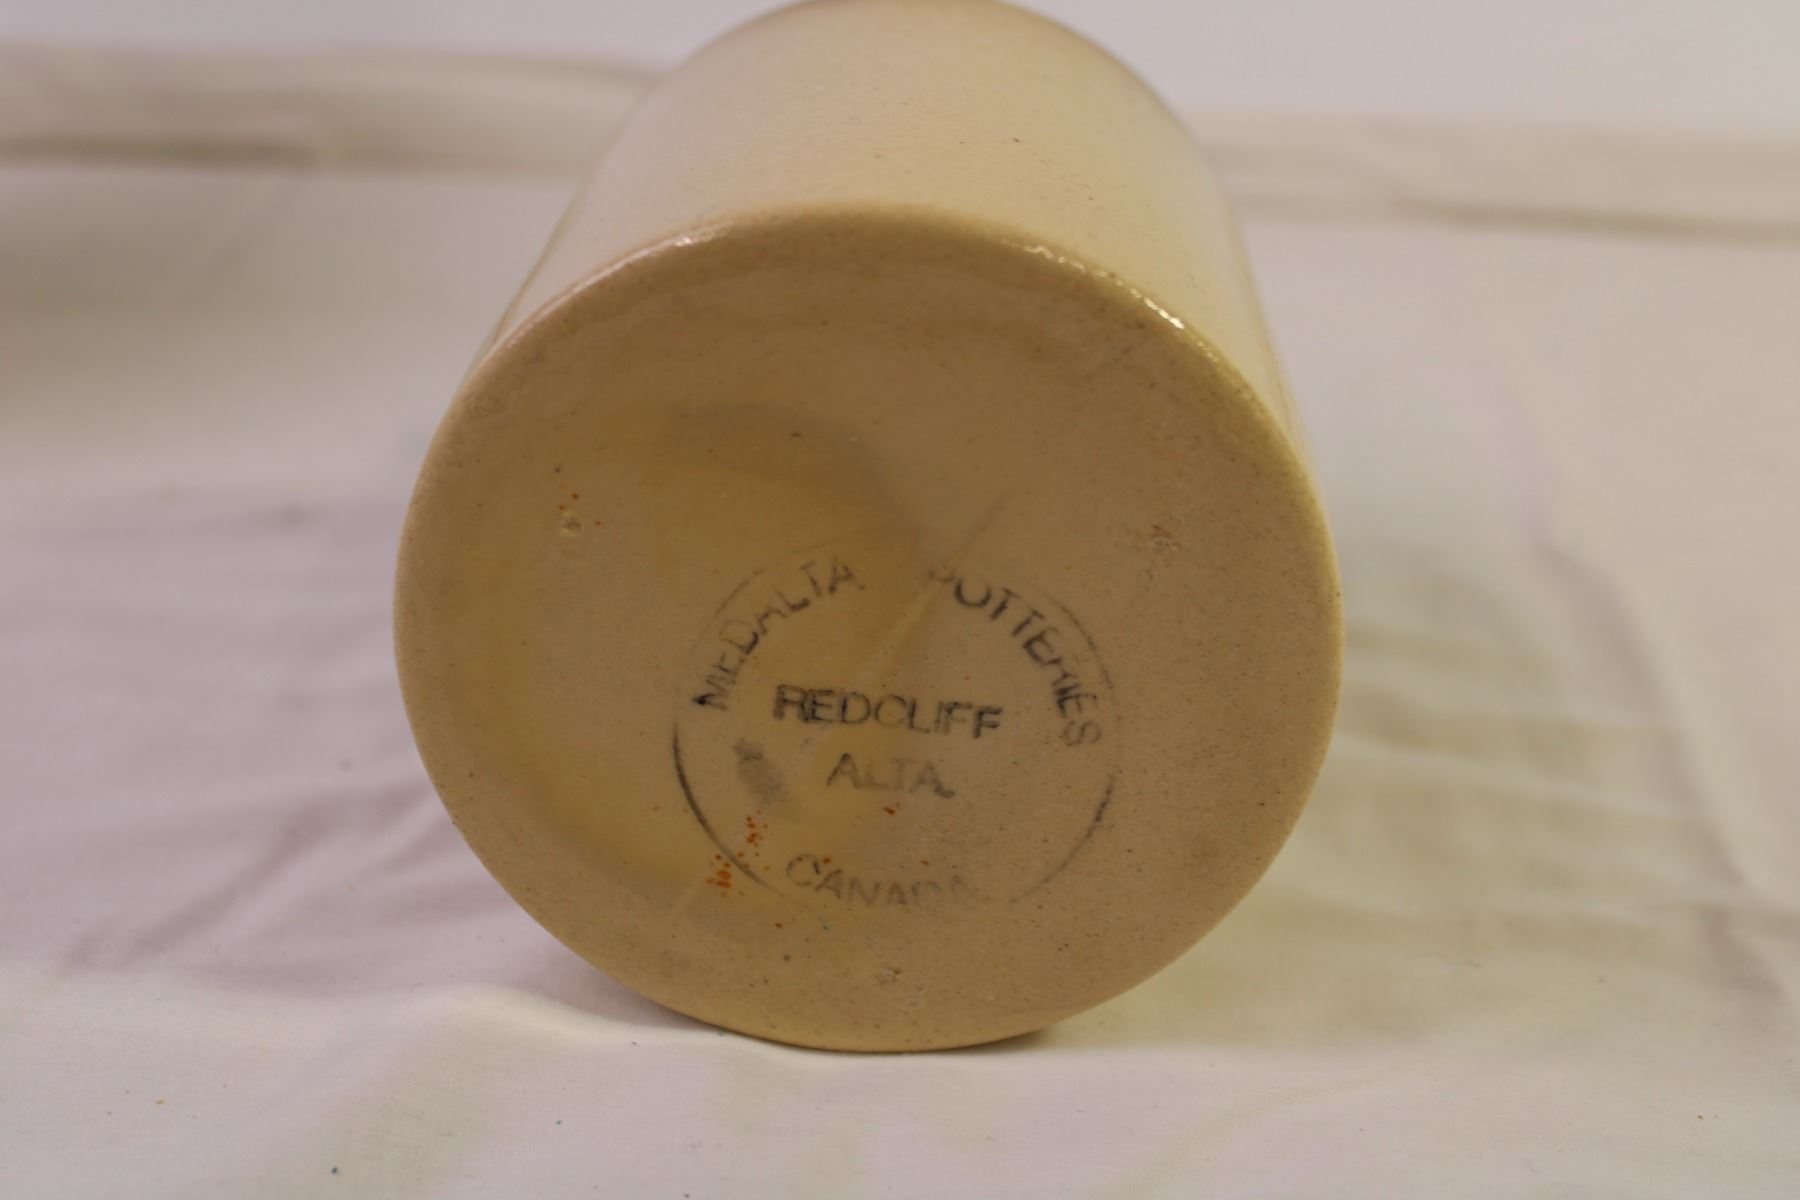 MEDALTA POTTERIES
REDCLIFF
ALTA.
CANADA